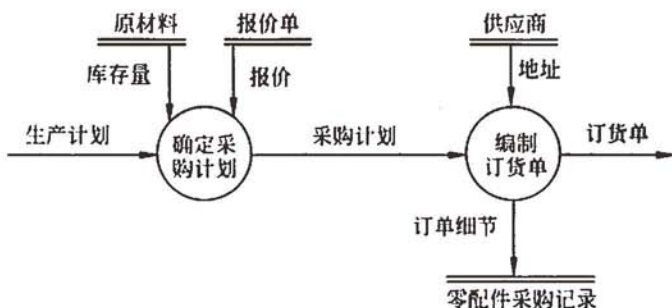 原材料
报价单
供应商
库存量
报价
地址
生产计划
确定采
购计划
采购计划
编制
订货单
订货单
订单细节
零配件采购记录